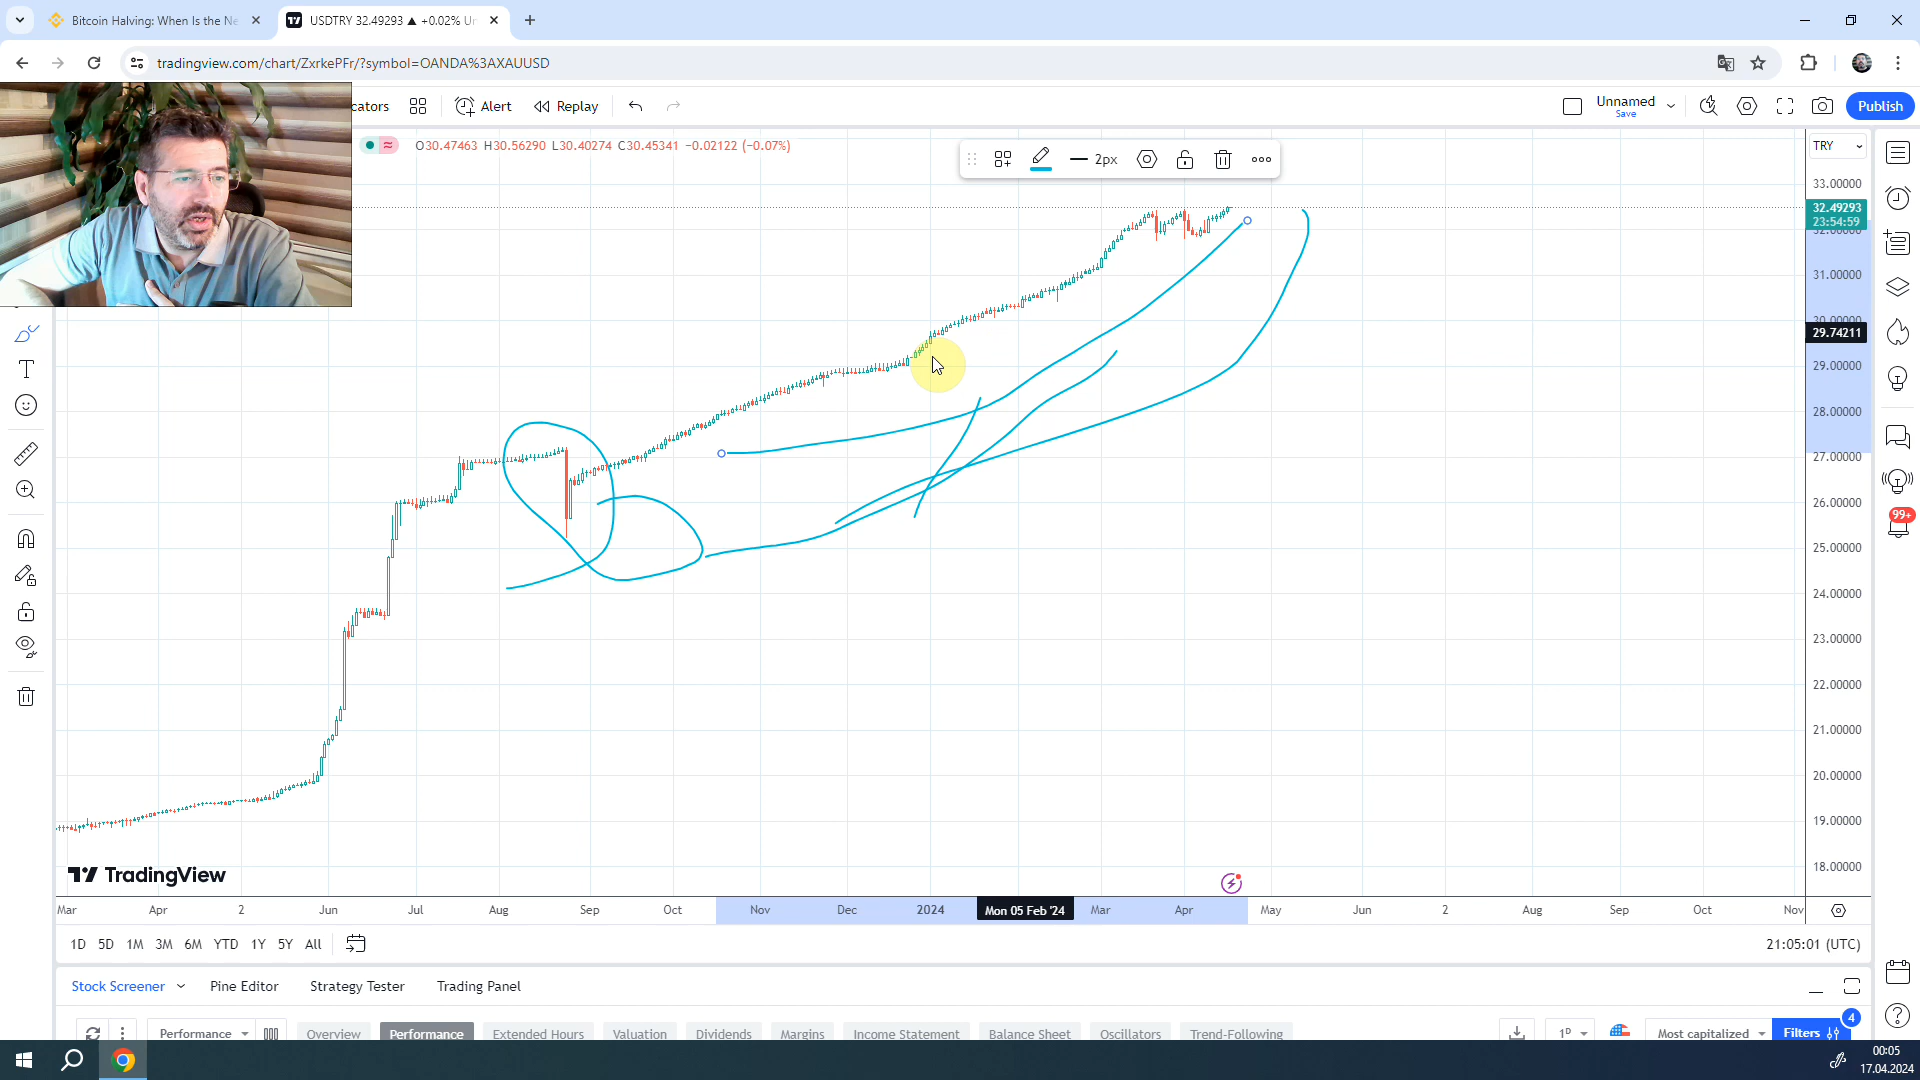 Bitcoin Halving: When Is the Ne
USDTRY 32.49293 ▲ +0.02% Un
tradingview.com/chart/ZxrkePFr/?symbol=OANDA%3AXAUUSD
cators
Alert
Replay
Unnamed
Save
Publish
O30.47463 H30.56290 L30.40274 C30.45341 −0.02122 (−0.07%)
2px
TRY
33.00000
32.49293
23:54:59
32.00000
31.00000
30.00000
29.74211
29.00000
28.00000
27.00000
26.00000
25.00000
24.00000
23.00000
22.00000
21.00000
20.00000
19.00000
18.00000
99+
TradingView
Mar Apr 2 Jun Jul Aug Sep Oct Nov Dec 2024 Mon 05 Feb '24 Mar Apr May Jun 2 Aug Sep Oct Nov
1D 5D 1M 3M 6M YTD 1Y 5Y All
21:05:01 (UTC)
Stock Screener Pine Editor Strategy Tester Trading Panel
4
Performance Overview Performance Extended Hours Valuation Dividends Margins Income Statement Balance Sheet Oscillators Trend-Following 1D Most capitalized Filters
00:05
17.04.2024